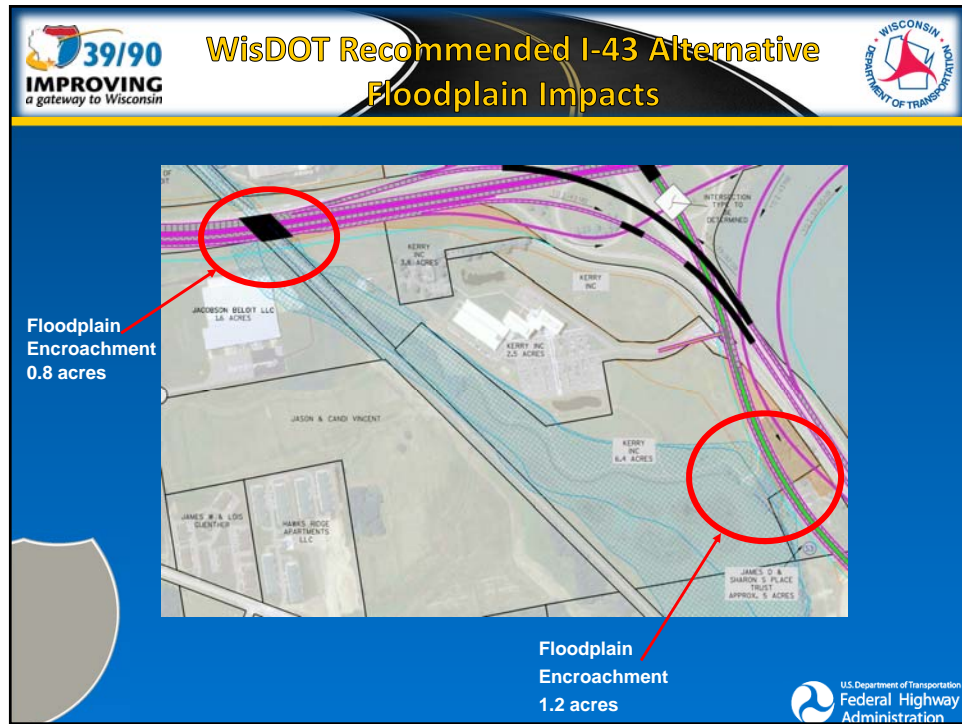 39/90
IMPROVING
a gateway to Wisconsin
WisDOT Recommended I-43 Alternative
Floodplain Impacts
WISCONSIN
DEPARTMENT OF TRANSPORTATION
INTERSECTION
TYPE TO
BE
DETERMINED
KERRY
INC
3.6 ACRES
KERRY
INC
JACOBSON BELOIT LLC
1.6 ACRES
KERRY INC
2.5 ACRES
Floodplain
Encroachment
0.8 acres
JASON & CANDI VINCENT
KERRY
INC
6.4 ACRES
JAMES W & LOIS
GUENTHER
HAWKS RIDGE
APARTMENTS
LLC
JAMES D &
SHARON S PLACE
TRUST
APPROX. 5 ACRES
Floodplain
Encroachment
1.2 acres
U.S. Department of Transportation
Federal Highway
Administration